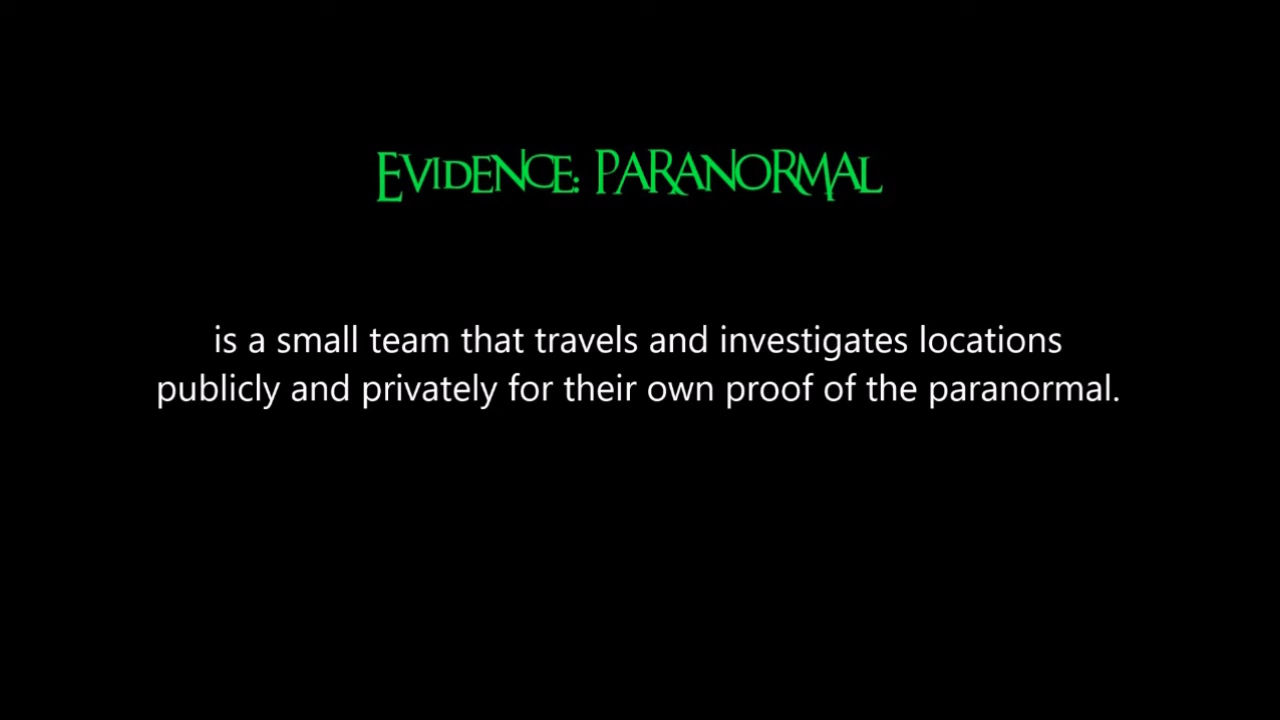 EVIDENCE: PARANORMAL
is a small team that travels and investigates locations
publicly and privately for their own proof of the paranormal.